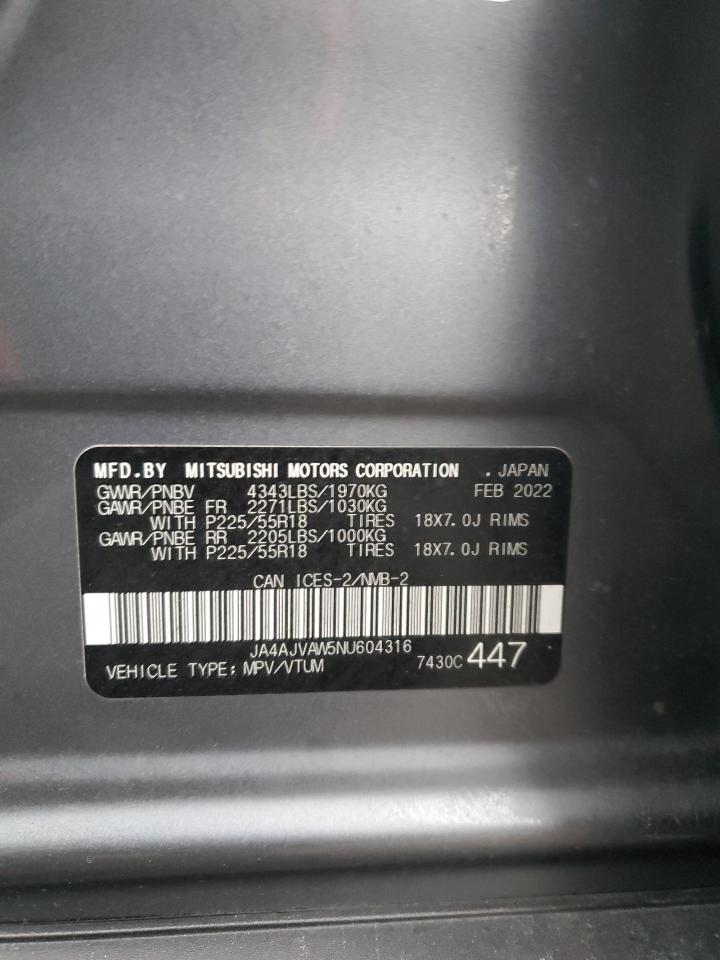 MFD.BY MITSUBISHI MOTORS CORPORATION . JAPAN
GVWR/PNBV 4343LBS/1970KG FEB 2022
GAWR/PNBE FR 2271LBS/1030KG
WITH P225/55R18 TIRES 18X7.0J RIMS
GAWR/PNBE RR 2205LBS/1000KG
WITH P225/55R18 TIRES 18X7.0J RIMS
CAN ICES-2/NMB-2
JA4AJVAW5NU604316
VEHICLE TYPE: MPV/VTUM 7430C 447